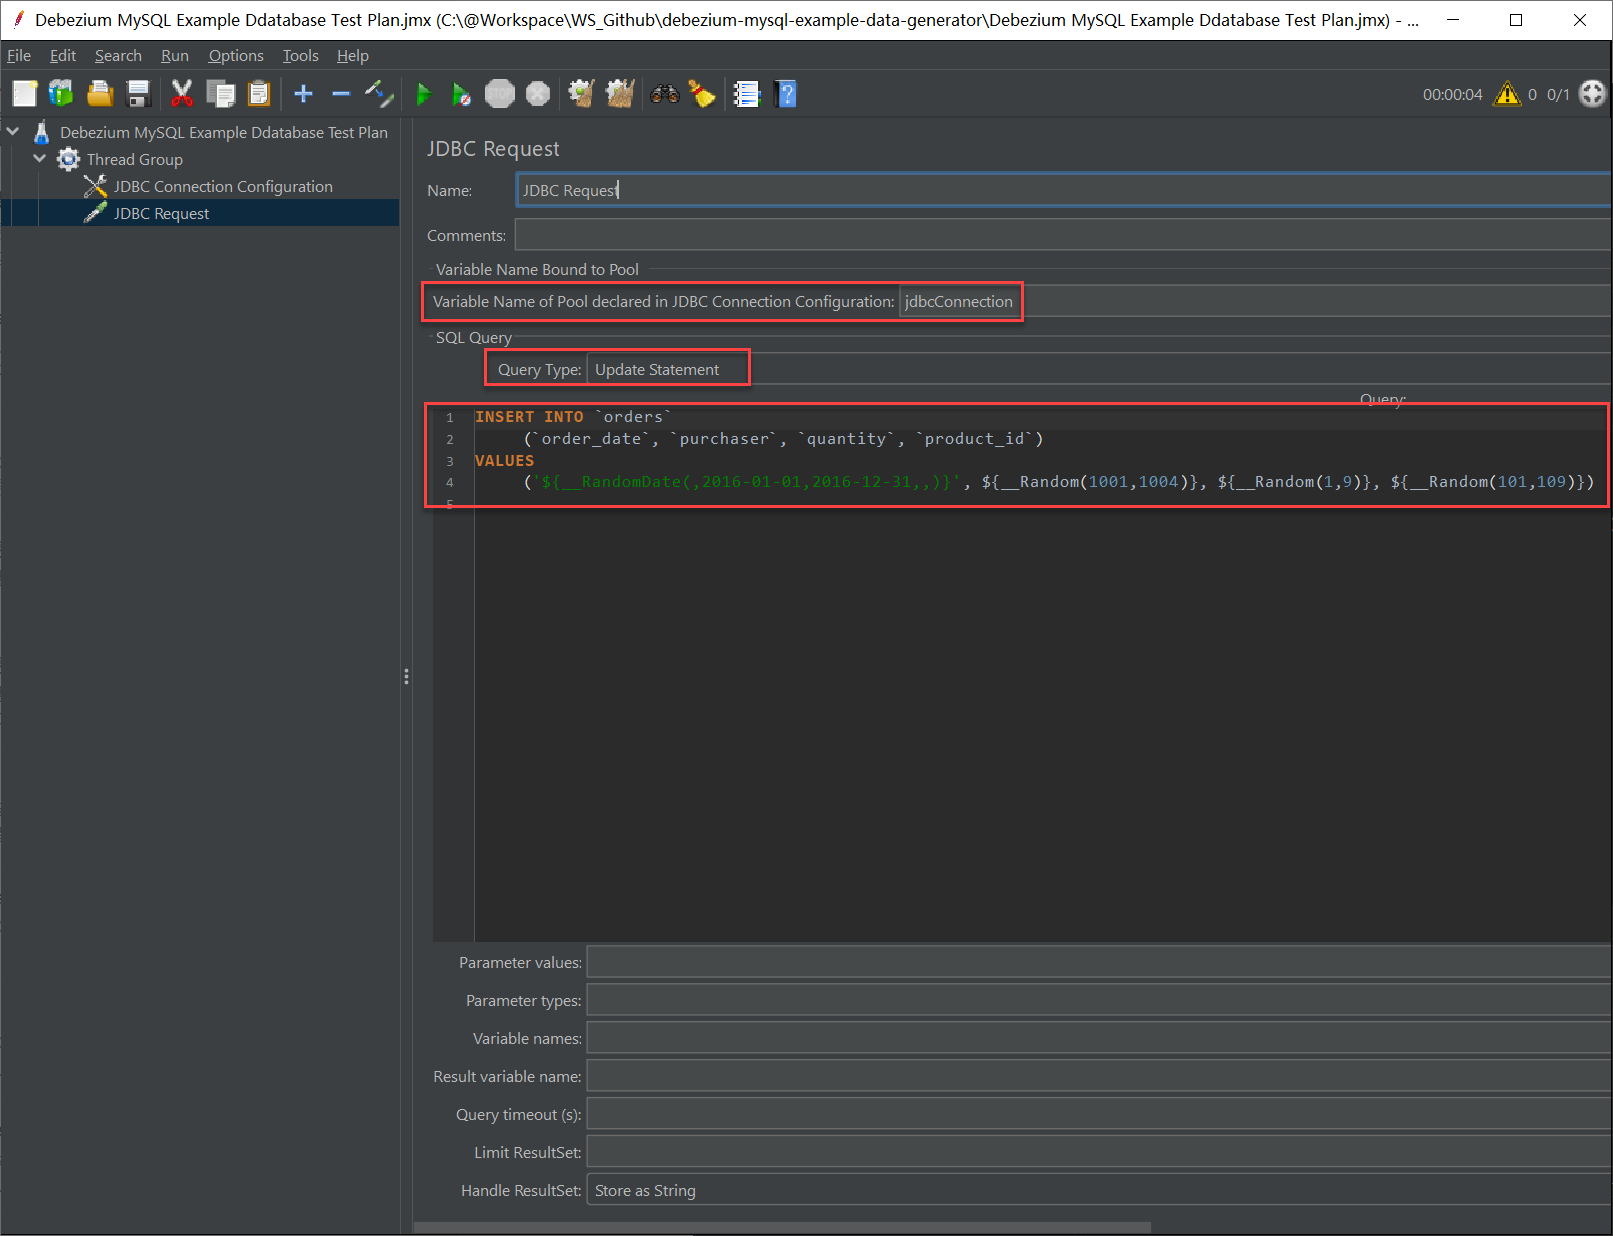 Debezium MySQL Example Ddatabase Test Plan.jmx (C:\@Workspace\WS_Github\debezium-mysql-example-data-generator\Debezium MySQL Example Ddatabase Test Plan.jmx) - ...
File Edit Search Run Options Tools Help
STOP
?
00:00:04 0 0/1
Debezium MySQL Example Ddatabase Test Plan
Thread Group
JDBC Connection Configuration
JDBC Request
JDBC Request
Name: JDBC Request
Comments:
Variable Name Bound to Pool
Variable Name of Pool declared in JDBC Connection Configuration: jdbcConnection
SQL Query
Query Type: Update Statement
Query:
1 INSERT INTO `orders`
2 (`order_date`, `purchaser`, `quantity`, `product_id`)
3 VALUES
4 ('${__RandomDate(,2016-01-01,2016-12-31,,)}', ${__Random(1001,1004)}, ${__Random(1,9)}, ${__Random(101,109)})
5
Parameter values:
Parameter types:
Variable names:
Result variable name:
Query timeout (s):
Limit ResultSet:
Handle ResultSet: Store as String